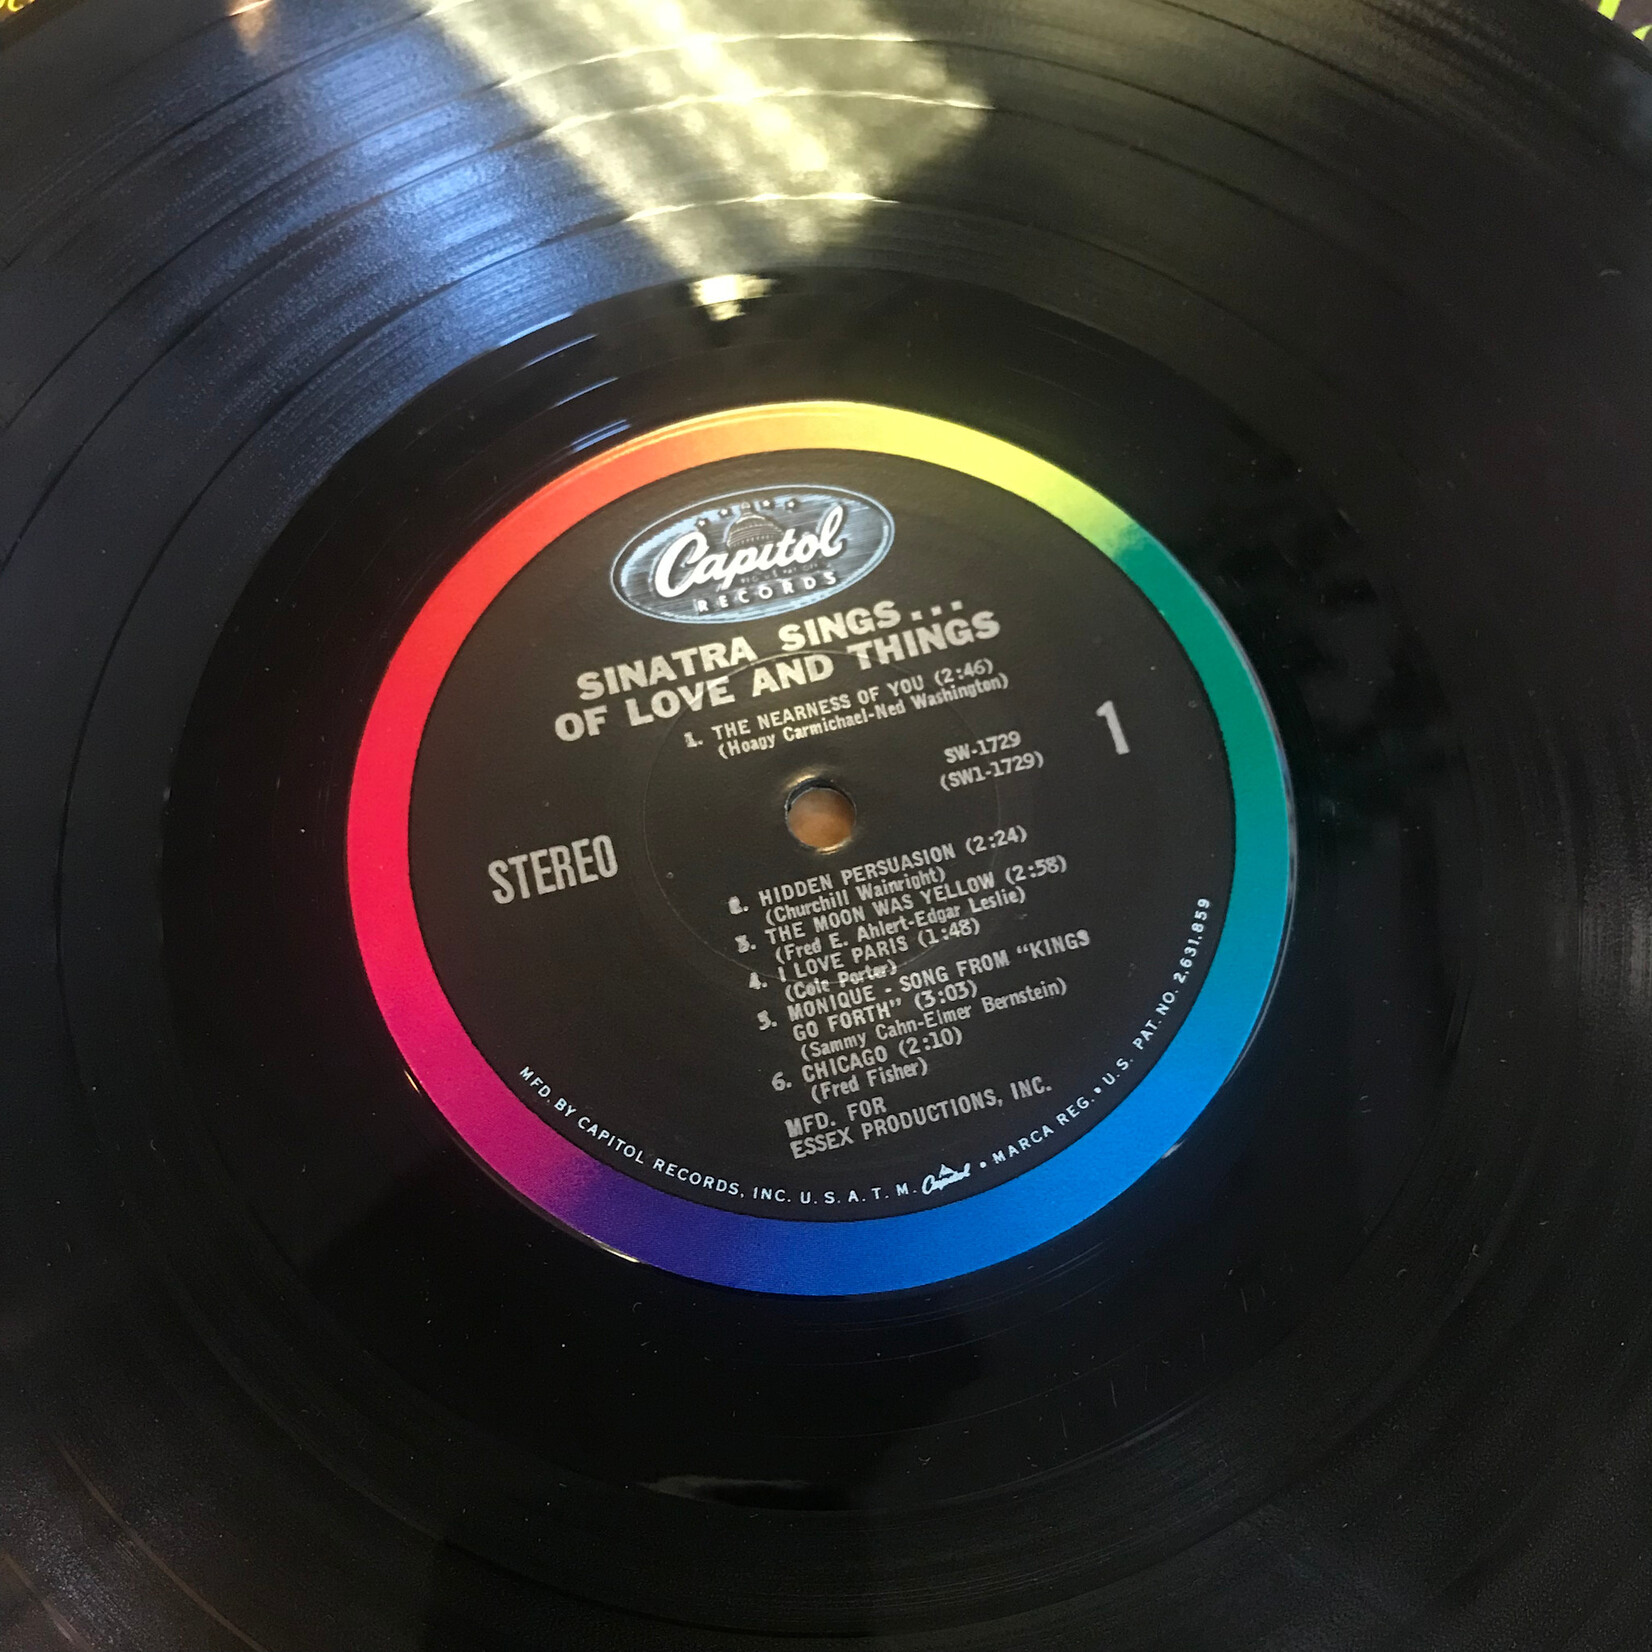 Capitol
RECORDS
SINATRA SINGS...
OF LOVE AND THINGS
1. THE NEARNESS OF YOU (2:46)
(Hoagy Carmichael-Ned Washington)
SW-1729
(SW1-1729)
1
STEREO
2. HIDDEN PERSUASION (2:24)
(Churchill Wainright)
3. THE MOON WAS YELLOW (2:58)
(Fred E. Ahlert-Edgar Leslie)
4. I LOVE PARIS (1:48)
(Cole Porter)
5. MONIQUE - SONG FROM "KINGS
GO FORTH" (3:03)
(Sammy Cahn-Elmer Bernstein)
6. CHICAGO (2:10)
(Fred Fisher)
MFD. FOR
ESSEX PRODUCTIONS, INC.
MFD. BY CAPITOL RECORDS, INC. U. S. A. T. M. Capitol • MARCA REG. • U.S. PAT. NO. 2,631,859